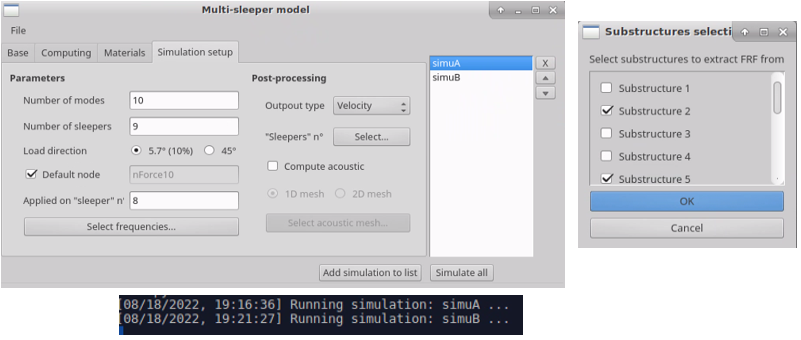 Multi-sleeper model
File
Base Computing Materials Simulation setup
Parameters
Number of modes 10
Number of sleepers 9
Load direction 5.7° (10%) 45°
Default node nForce10
Applied on "sleeper" n° 8
Select frequencies...
Post-processing
Outpout type Velocity
"Sleepers" n° Select...
Compute acoustic
1D mesh 2D mesh
Select acoustic mesh...
simuA X
simuB
Add simulation to list Simulate all
Substructures selecti
Select substructures to extract FRF from
Substructure 1
Substructure 2
Substructure 3
Substructure 4
Substructure 5
OK
Cancel
[08/18/2022, 19:16:36] Running simulation: simuA ...
[08/18/2022, 19:21:27] Running simulation: simuB ...